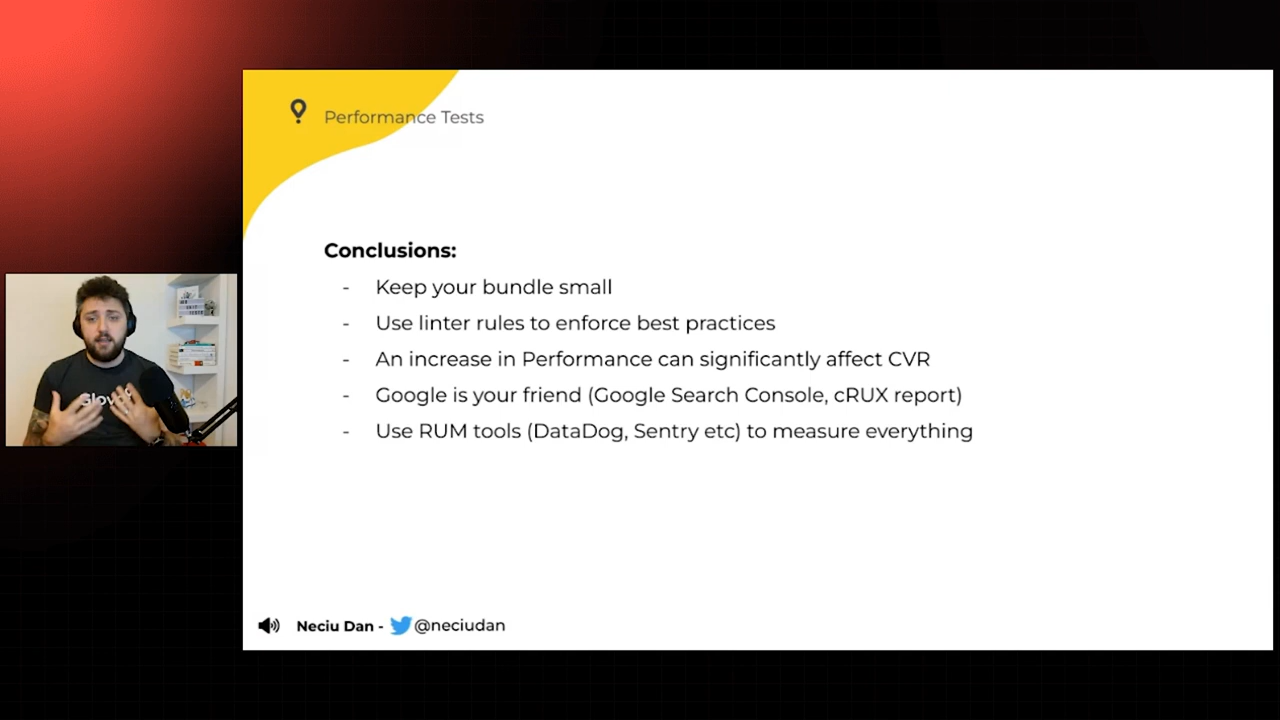 Performance Tests
Conclusions:
- Keep your bundle small
- Use linter rules to enforce best practices
- An increase in Performance can significantly affect CVR
- Google is your friend (Google Search Console, cRUX report)
- Use RUM tools (DataDog, Sentry etc) to measure everything
Neciu Dan - @neciudan